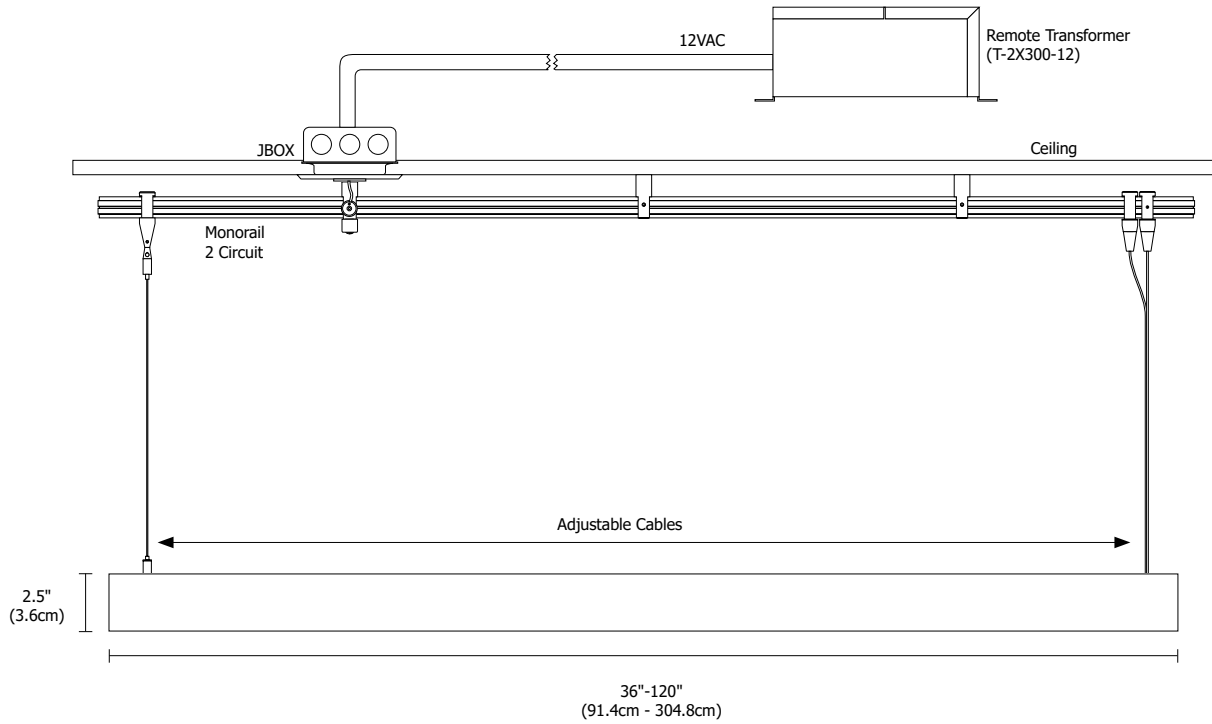 12VAC
Remote Transformer
(T-2X300-12)
JBOX
Ceiling
Monorail
2 Circuit
Adjustable Cables
2.5"
(3.6cm)
36"-120"
(91.4cm - 304.8cm)